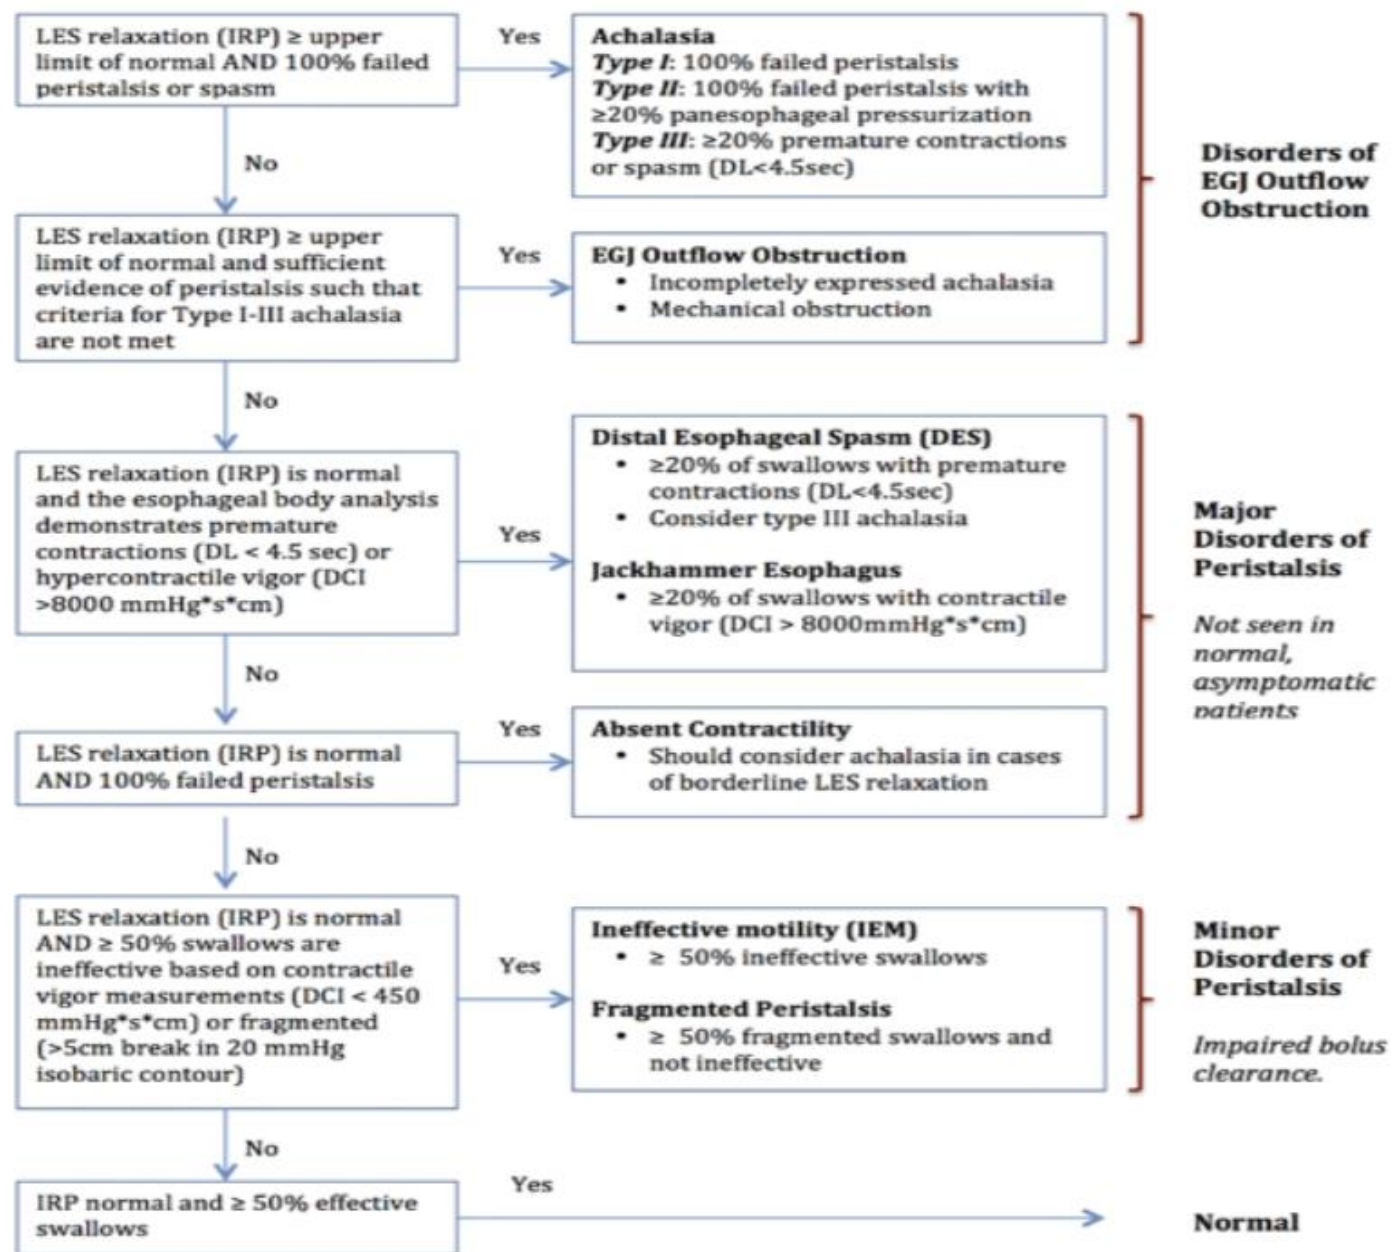 LES relaxation (IRP) ≥ upper
limit of normal AND 100% failed
peristalsis or spasm
Yes
Achalasia
Type I: 100% failed peristalsis
Type II: 100% failed peristalsis with
≥20% panesophageal pressurization
Type III: ≥20% premature contractions
or spasm (DL<4.5sec)
No
Disorders of
EGJ Outflow
Obstruction
LES relaxation (IRP) ≥ upper
limit of normal and sufficient
evidence of peristalsis such that
criteria for Type I-III achalasia
are not met
Yes
EGJ Outflow Obstruction
• Incompletely expressed achalasia
• Mechanical obstruction
No
LES relaxation (IRP) is normal
and the esophageal body analysis
demonstrates premature
contractions (DL < 4.5 sec) or
hypercontractile vigor (DCI
>8000 mmHg*s*cm)
Yes
Distal Esophageal Spasm (DES)
• ≥20% of swallows with premature
contractions (DL<4.5sec)
• Consider type III achalasia
Jackhammer Esophagus
• ≥20% of swallows with contractile
vigor (DCI > 8000mmHg*s*cm)
Major
Disorders of
Peristalsis
Not seen in
normal,
asymptomatic
patients
No
LES relaxation (IRP) is normal
AND 100% failed peristalsis
Yes
Absent Contractility
• Should consider achalasia in cases
of borderline LES relaxation
No
LES relaxation (IRP) is normal
AND ≥ 50% swallows are
ineffective based on contractile
vigor measurements (DCI < 450
mmHg*s*cm) or fragmented
(>5cm break in 20 mmHg
isobaric contour)
Yes
Ineffective motility (IEM)
• ≥ 50% ineffective swallows
Fragmented Peristalsis
• ≥ 50% fragmented swallows and
not ineffective
Minor
Disorders of
Peristalsis
Impaired bolus
clearance.
No
IRP normal and ≥ 50% effective
swallows
Yes
Normal